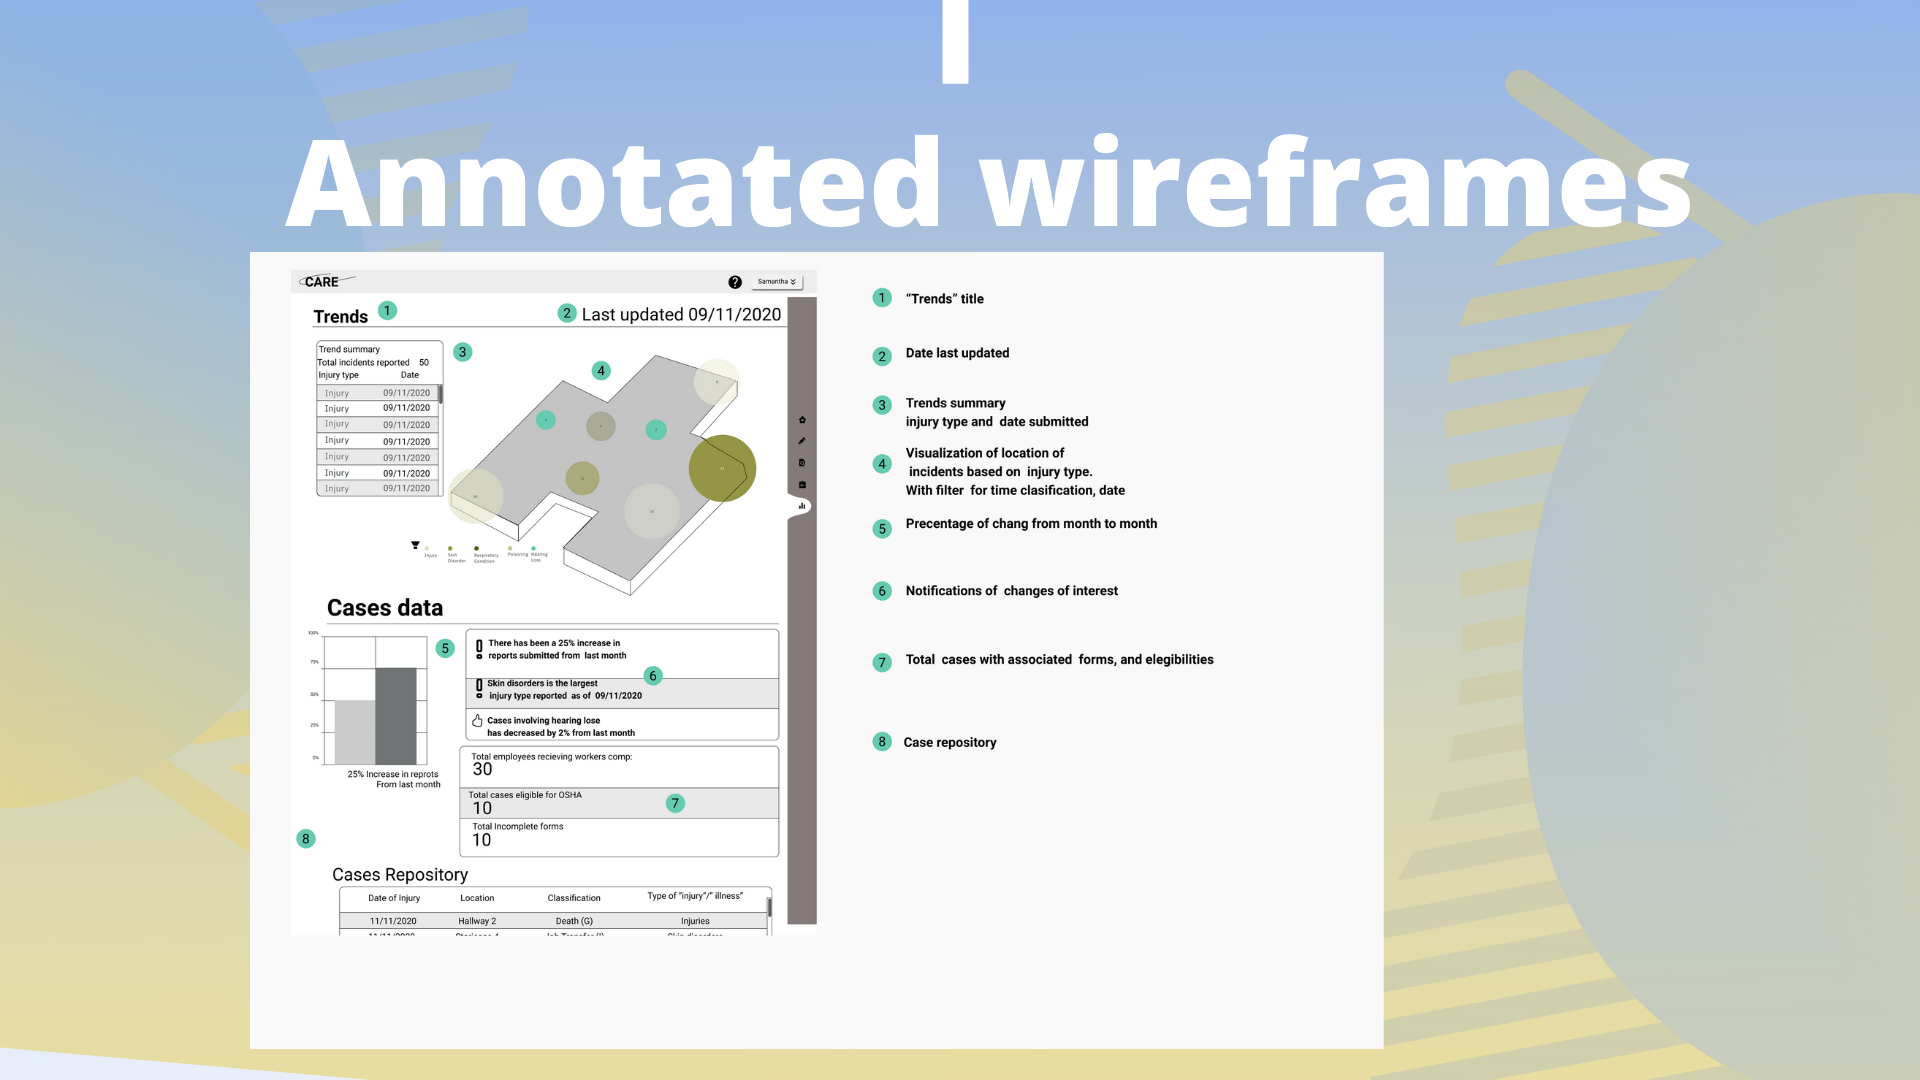 Annotated wireframes
CARE
?
Samantha
Trends
1
2
Last updated 09/11/2020
Trend summary
Total incidents reported 50
Injury type Date
Injury 09/11/2020
Injury 09/11/2020
Injury 09/11/2020
Injury 09/11/2020
Injury 09/11/2020
Injury 09/11/2020
Injury 09/11/2020
3
4
Injury
Skin
Disorder
Respiratory
Condition
Poisoning
Hearing
Loss
Cases data
100%
75%
50%
25%
0%
25% Increase in reprots
From last month
5
There has been a 25% increase in
reports submitted from last month
6
Skin disorders is the largest
injury type reported as of 09/11/2020
Cases involving hearing lose
has decreased by 2% from last month
Total employees recieving workers comp:
30
Total cases eligible for OSHA
10
7
Total Incomplete forms
10
8
Cases Repository
Date of Injury Location Classification Type of "injury"/" illness"
11/11/2020 Hallway 2 Death (G) Injuries
1 “Trends” title
2 Date last updated
3 Trends summary
injury type and date submitted
4 Visualization of location of
incidents based on injury type.
With filter for time clasification, date
5 Precentage of chang from month to month
6 Notifications of changes of interest
7 Total cases with associated forms, and elegibilities
8 Case repository